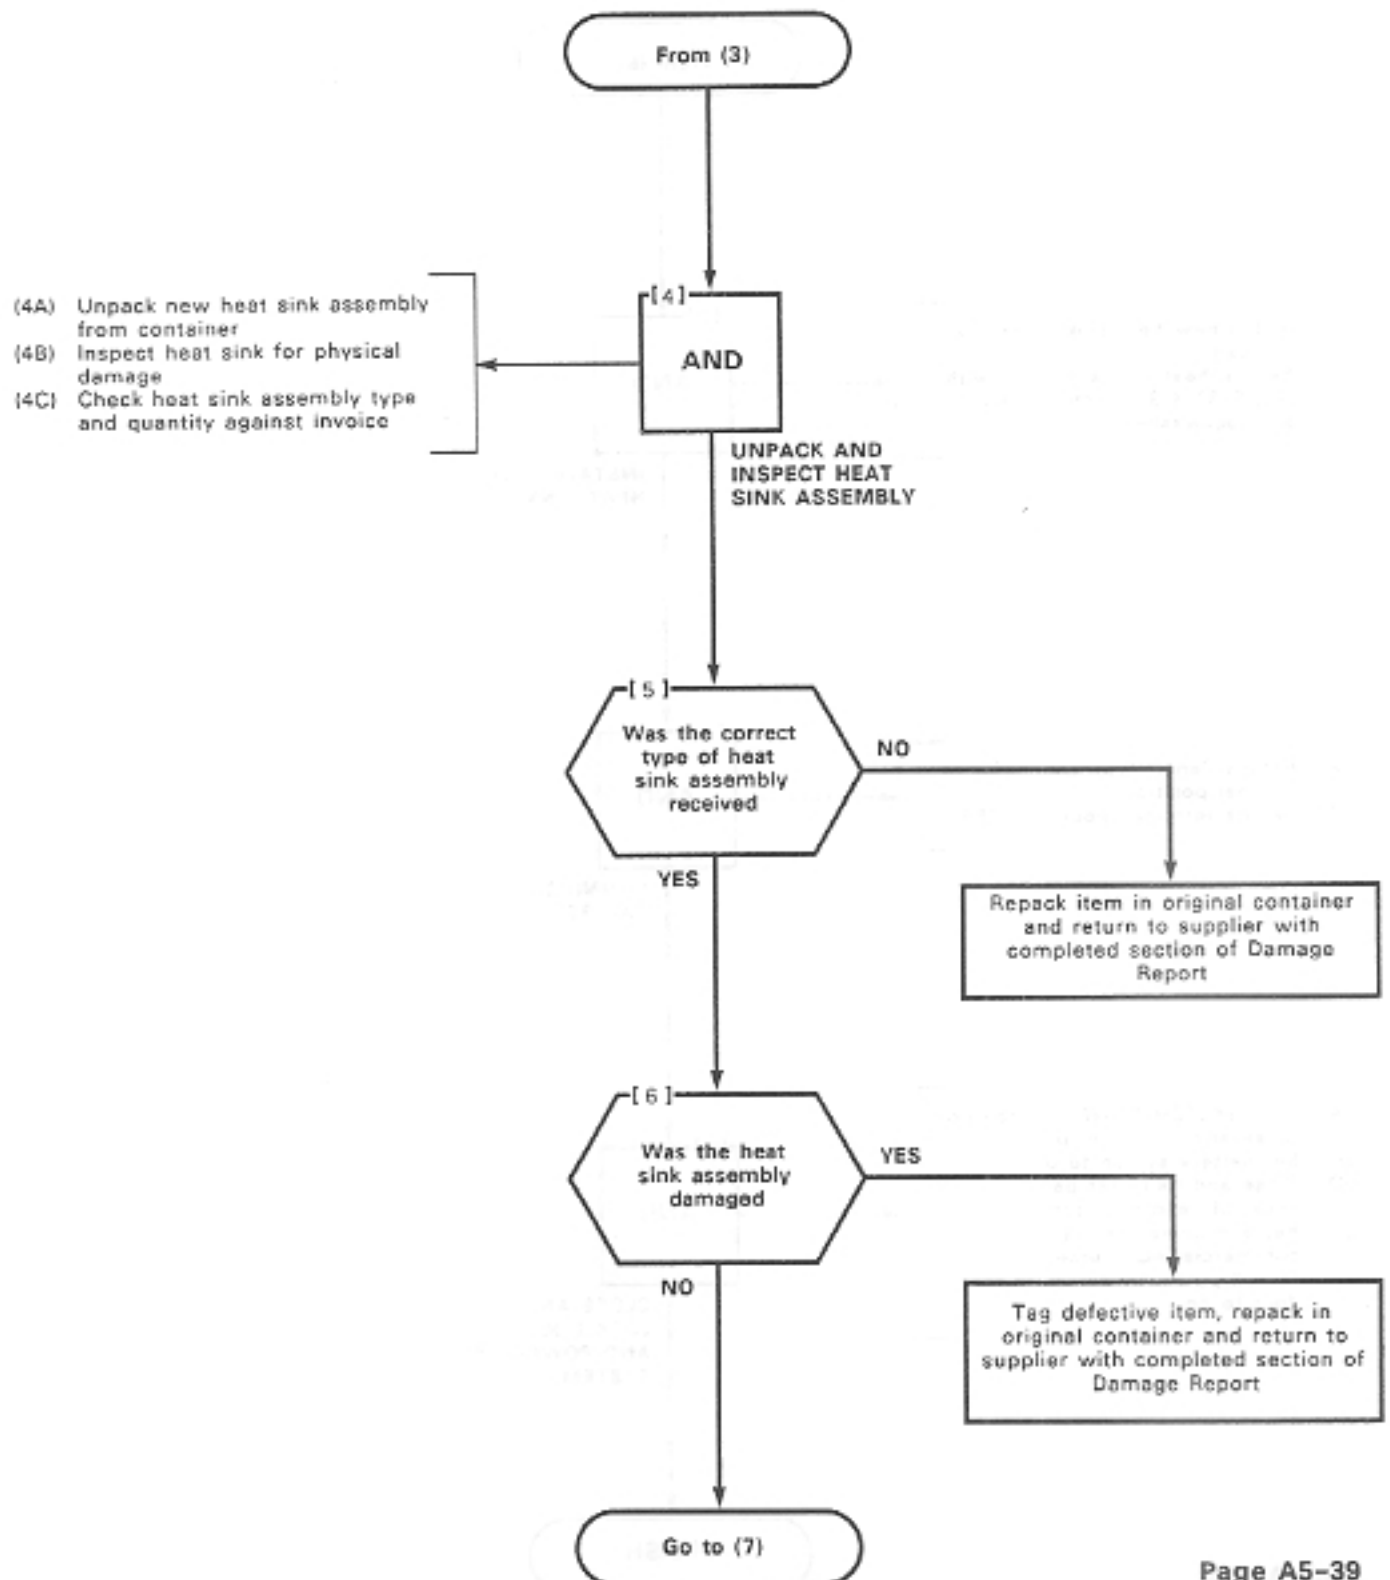 From (3)
(4A) Unpack new heat sink assembly
from container
(4B) Inspect heat sink for physical
damage
(4C) Check heat sink assembly type
and quantity against invoice
[4]
AND
UNPACK AND
INSPECT HEAT
SINK ASSEMBLY
[5]
Was the correct
type of heat
sink assembly
received
NO
YES
Repack item in original container
and return to supplier with
completed section of Damage
Report
[6]
Was the heat
sink assembly
damaged
YES
NO
Tag defective item, repack in
original container and return to
supplier with completed section of
Damage Report
Go to (7)
Page A5-39